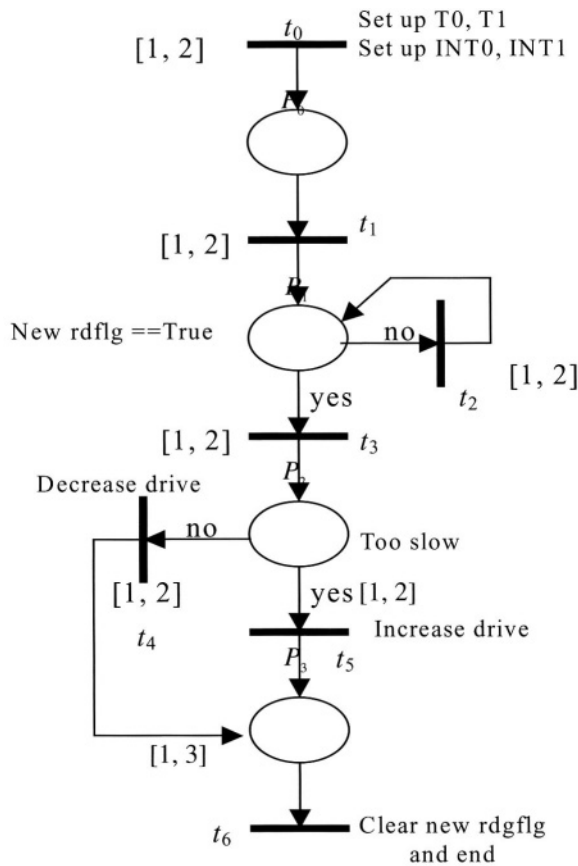 t0 Set up T0, T1
[1, 2] Set up INT0, INT1
P0
t1
[1, 2]
P1
New rdflg ==True no
[1, 2]
t2
yes
[1, 2] t3
P2
Decrease drive
no Too slow
[1, 2] yes [1, 2]
t4 Increase drive
P3 t5
[1, 3]
t6 Clear new rdgflg
and end